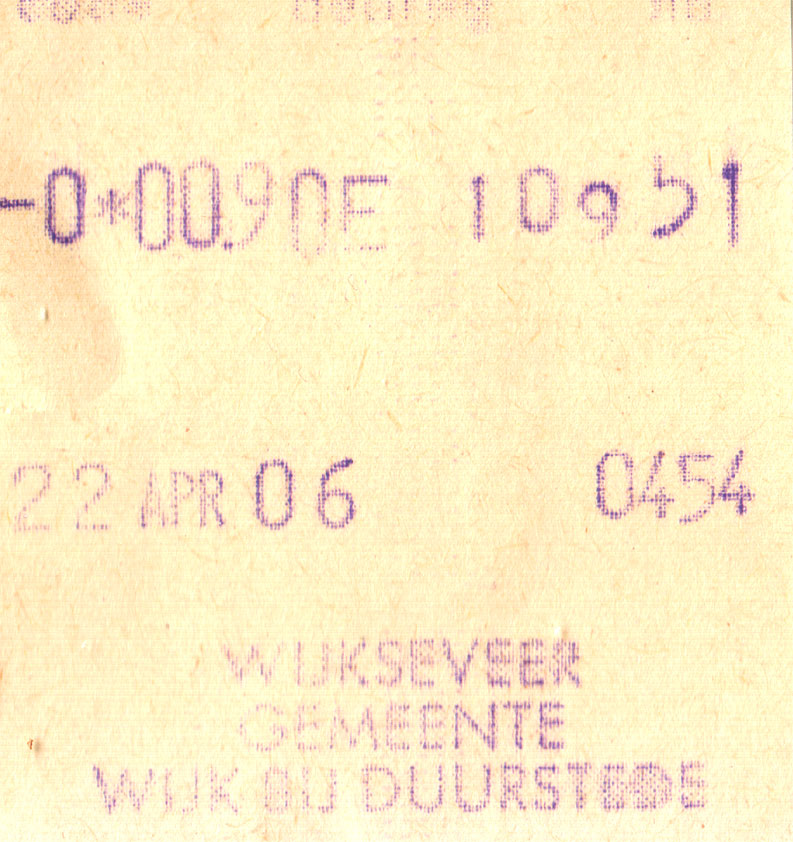 -0*00.90E 10951
22 APR 06 0454
WIJKSEVEER
GEMEENTE
WIJK BIJ DUURSTEDE